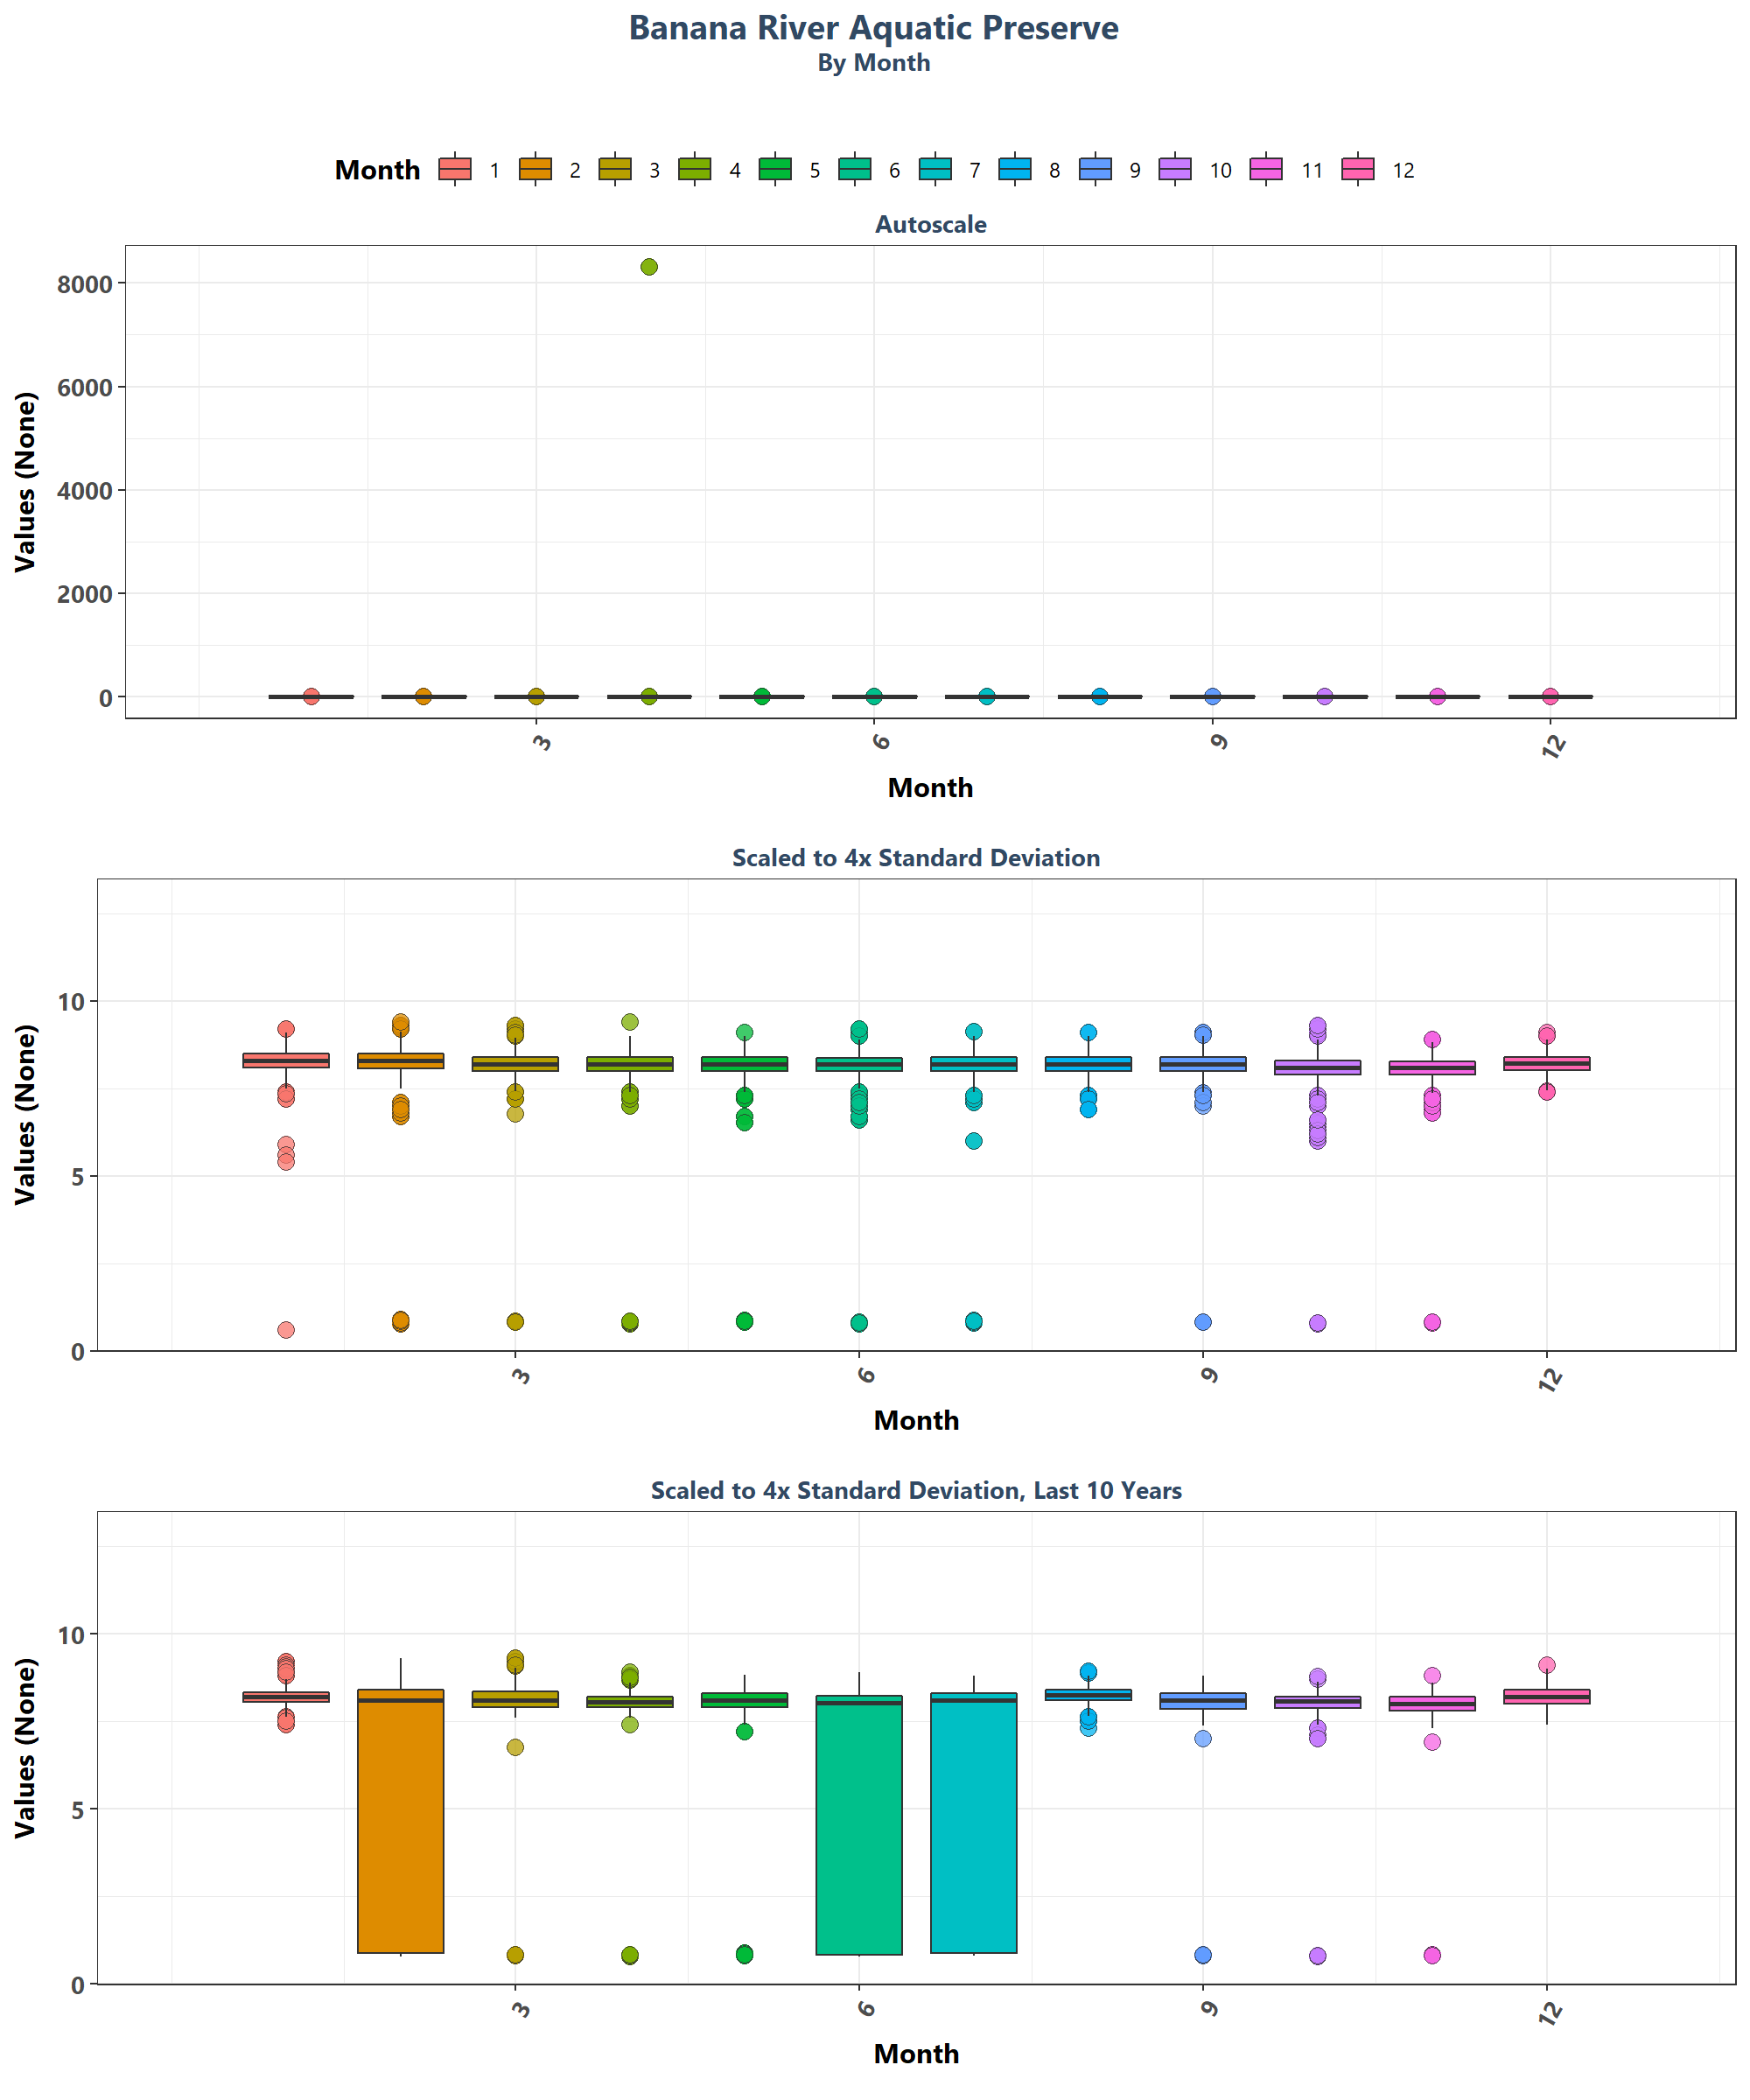 Banana River Aquatic Preserve
By Month
Month 1 2 3 4 5 6 7 8 9 10 11 12
Autoscale
Values (None)
8000
6000
4000
2000
0
3 6 9 12
Month
Scaled to 4x Standard Deviation
Values (None)
10
5
0
3 6 9 12
Month
Scaled to 4x Standard Deviation, Last 10 Years
Values (None)
10
5
0
3 6 9 12
Month